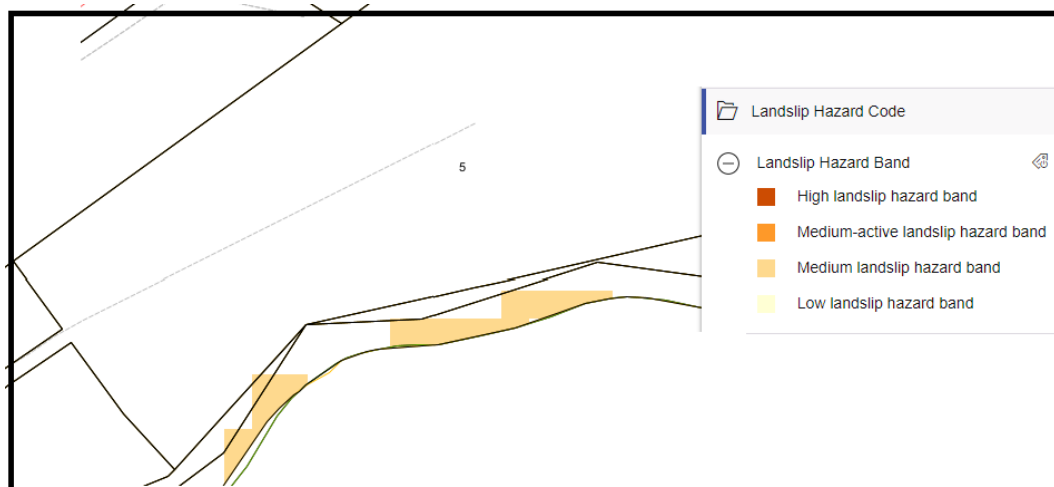 5
Landslip Hazard Code
Landslip Hazard Band
High landslip hazard band
Medium-active landslip hazard band
Medium landslip hazard band
Low landslip hazard band